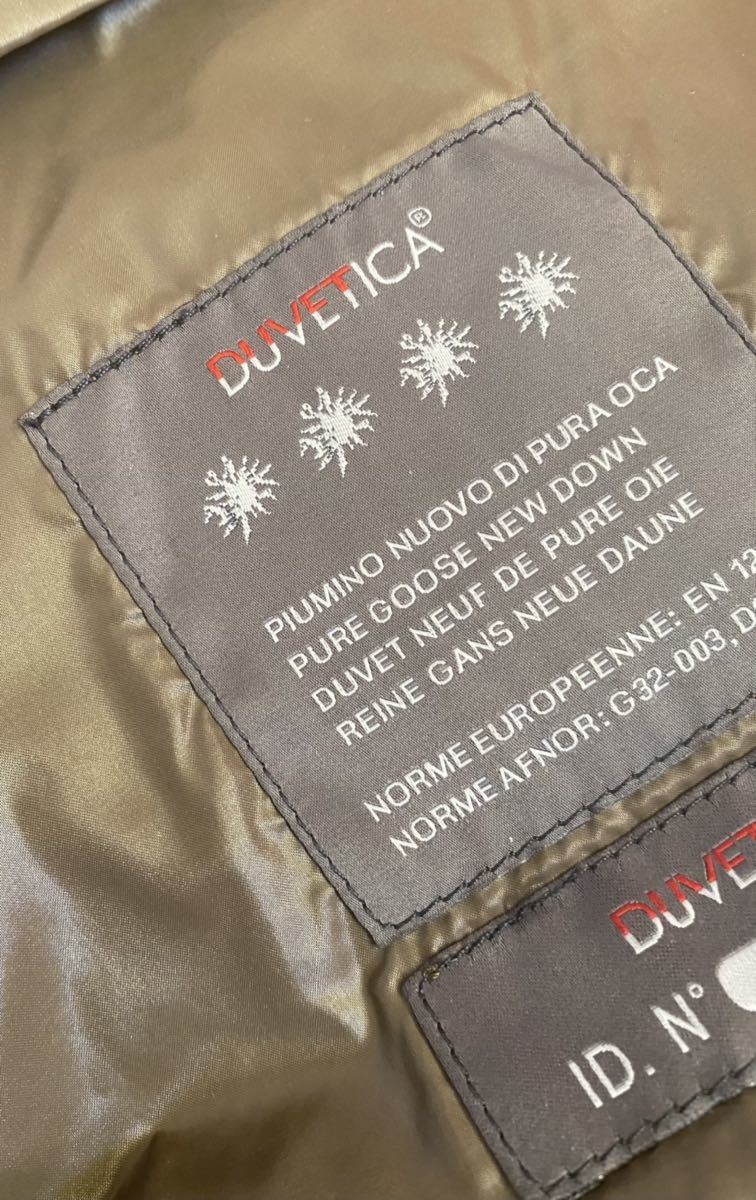 DUVETICA®
PIUMINO NUOVO DI PURA OCA
PURE GOOSE NEW DOWN
DUVET NEUF DE PURE OIE
REINE GANS NEUE DAUNE
NORME EUROPEENNE: EN 12
NORME AFNOR: G32-003, D
DUVETICA
ID. N°